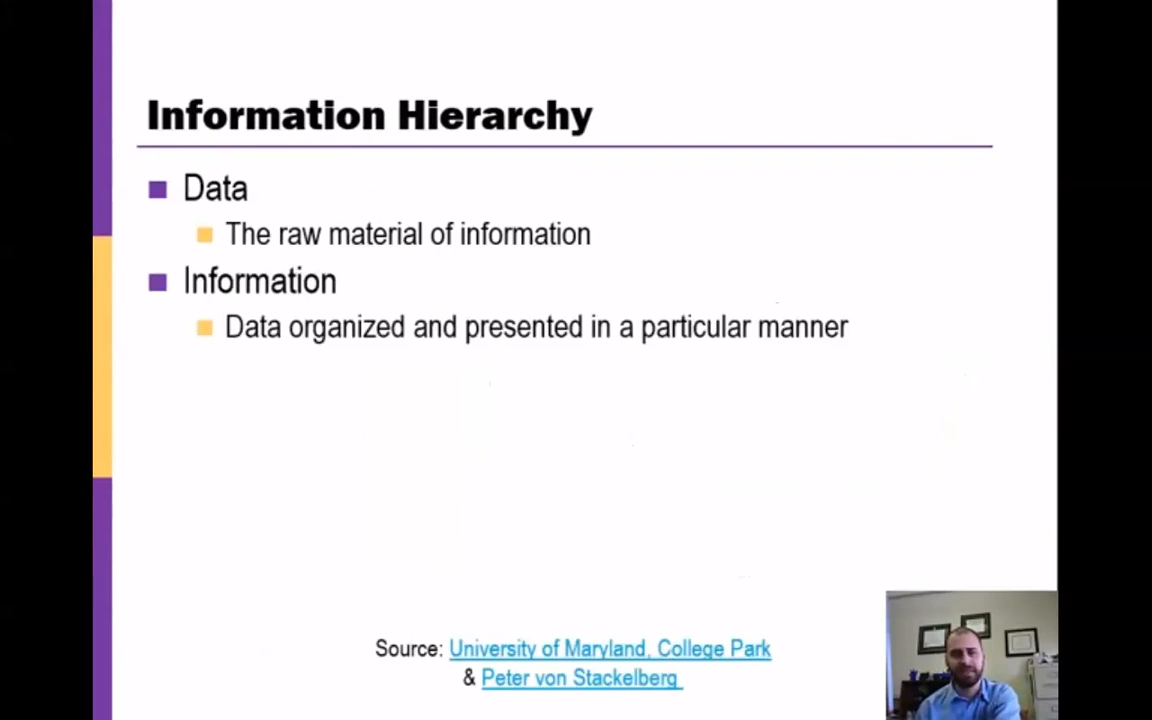 Information Hierarchy
Data
The raw material of information
Information
Data organized and presented in a particular manner
Source: University of Maryland, College Park
& Peter von Stackelberg